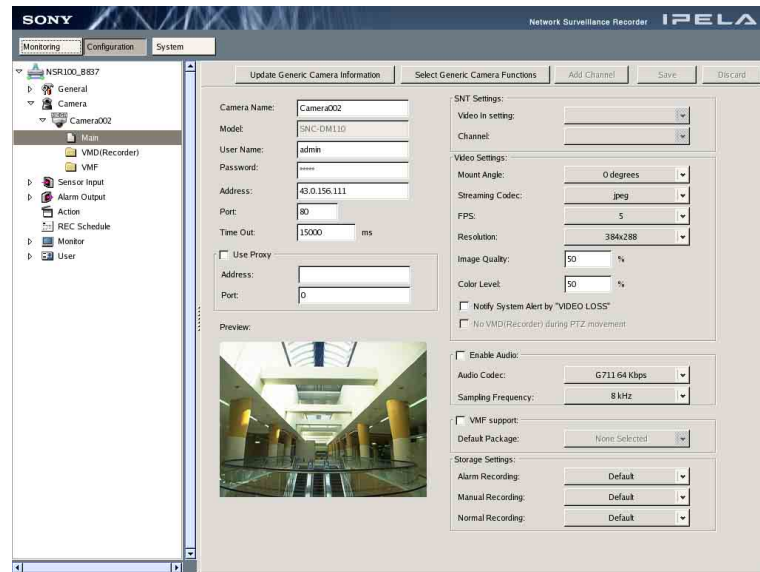 SONY
Network Surveillance Recorder IPELA
Monitoring Configuration System
NSR100_B837
General
Camera
Camera002
Main
VMD(Recorder)
VMF
Sensor Input
Alarm Output
Action
REC Schedule
Monitor
User
Update Generic Camera Information Select Generic Camera Functions Add Channel Save Discard
Camera Name: Camera002
Model: SNC-DM110
User Name: admin
Password: *****
Address: 43.0.156.111
Port: 80
Time Out: 15000 ms
Use Proxy
Address:
Port: 0
Preview:
SNT Settings:
Video In setting:
Channel:
Video Settings:
Mount Angle: 0 degrees
Streaming Codec: jpeg
FPS: 5
Resolution: 384x288
Image Quality: 50 %
Color Level: 50 %
Notify System Alert by "VIDEO LOSS"
No VMD(Recorder) during PTZ movement
Enable Audio:
Audio Codec: G711 64 Kbps
Sampling Frequency: 8 kHz
VMF support:
Default Package: None Selected
Storage Settings:
Alarm Recording: Default
Manual Recording: Default
Normal Recording: Default